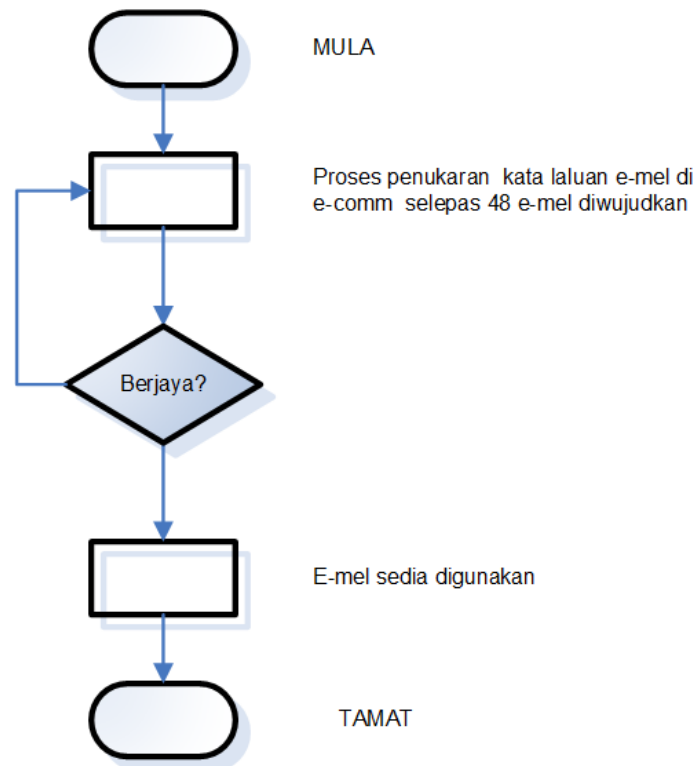 MULA
Proses penukaran kata laluan e-mel di
e-comm selepas 48 e-mel diwujudkan
Berjaya?
E-mel sedia digunakan
TAMAT